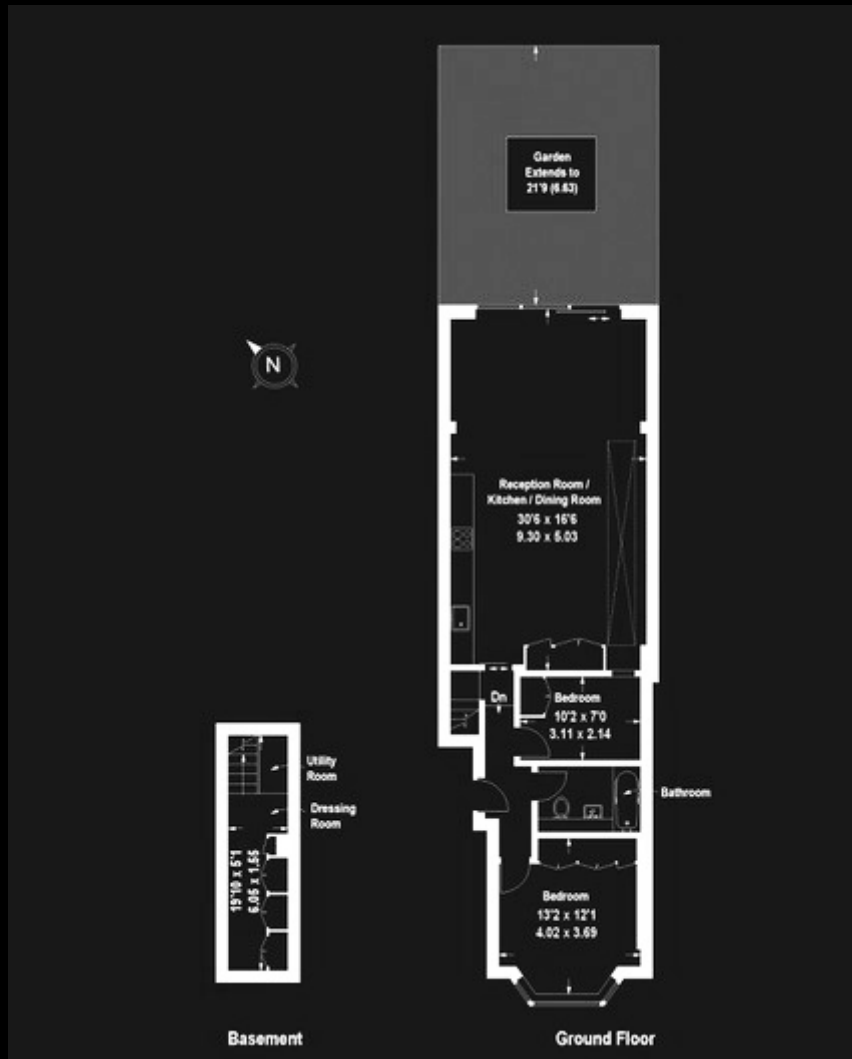 Garden
Extends to
21'9 (6.63)
N
Reception Room /
Kitchen / Dining Room
30'6 x 16'6
9.30 x 5.03
Dn
Bedroom
10'2 x 7'0
3.11 x 2.14
Utility
Room
Dressing
Room
19'10 x 5'1
6.05 x 1.55
Bathroom
Bedroom
13'2 x 12'1
4.02 x 3.69
Basement
Ground Floor